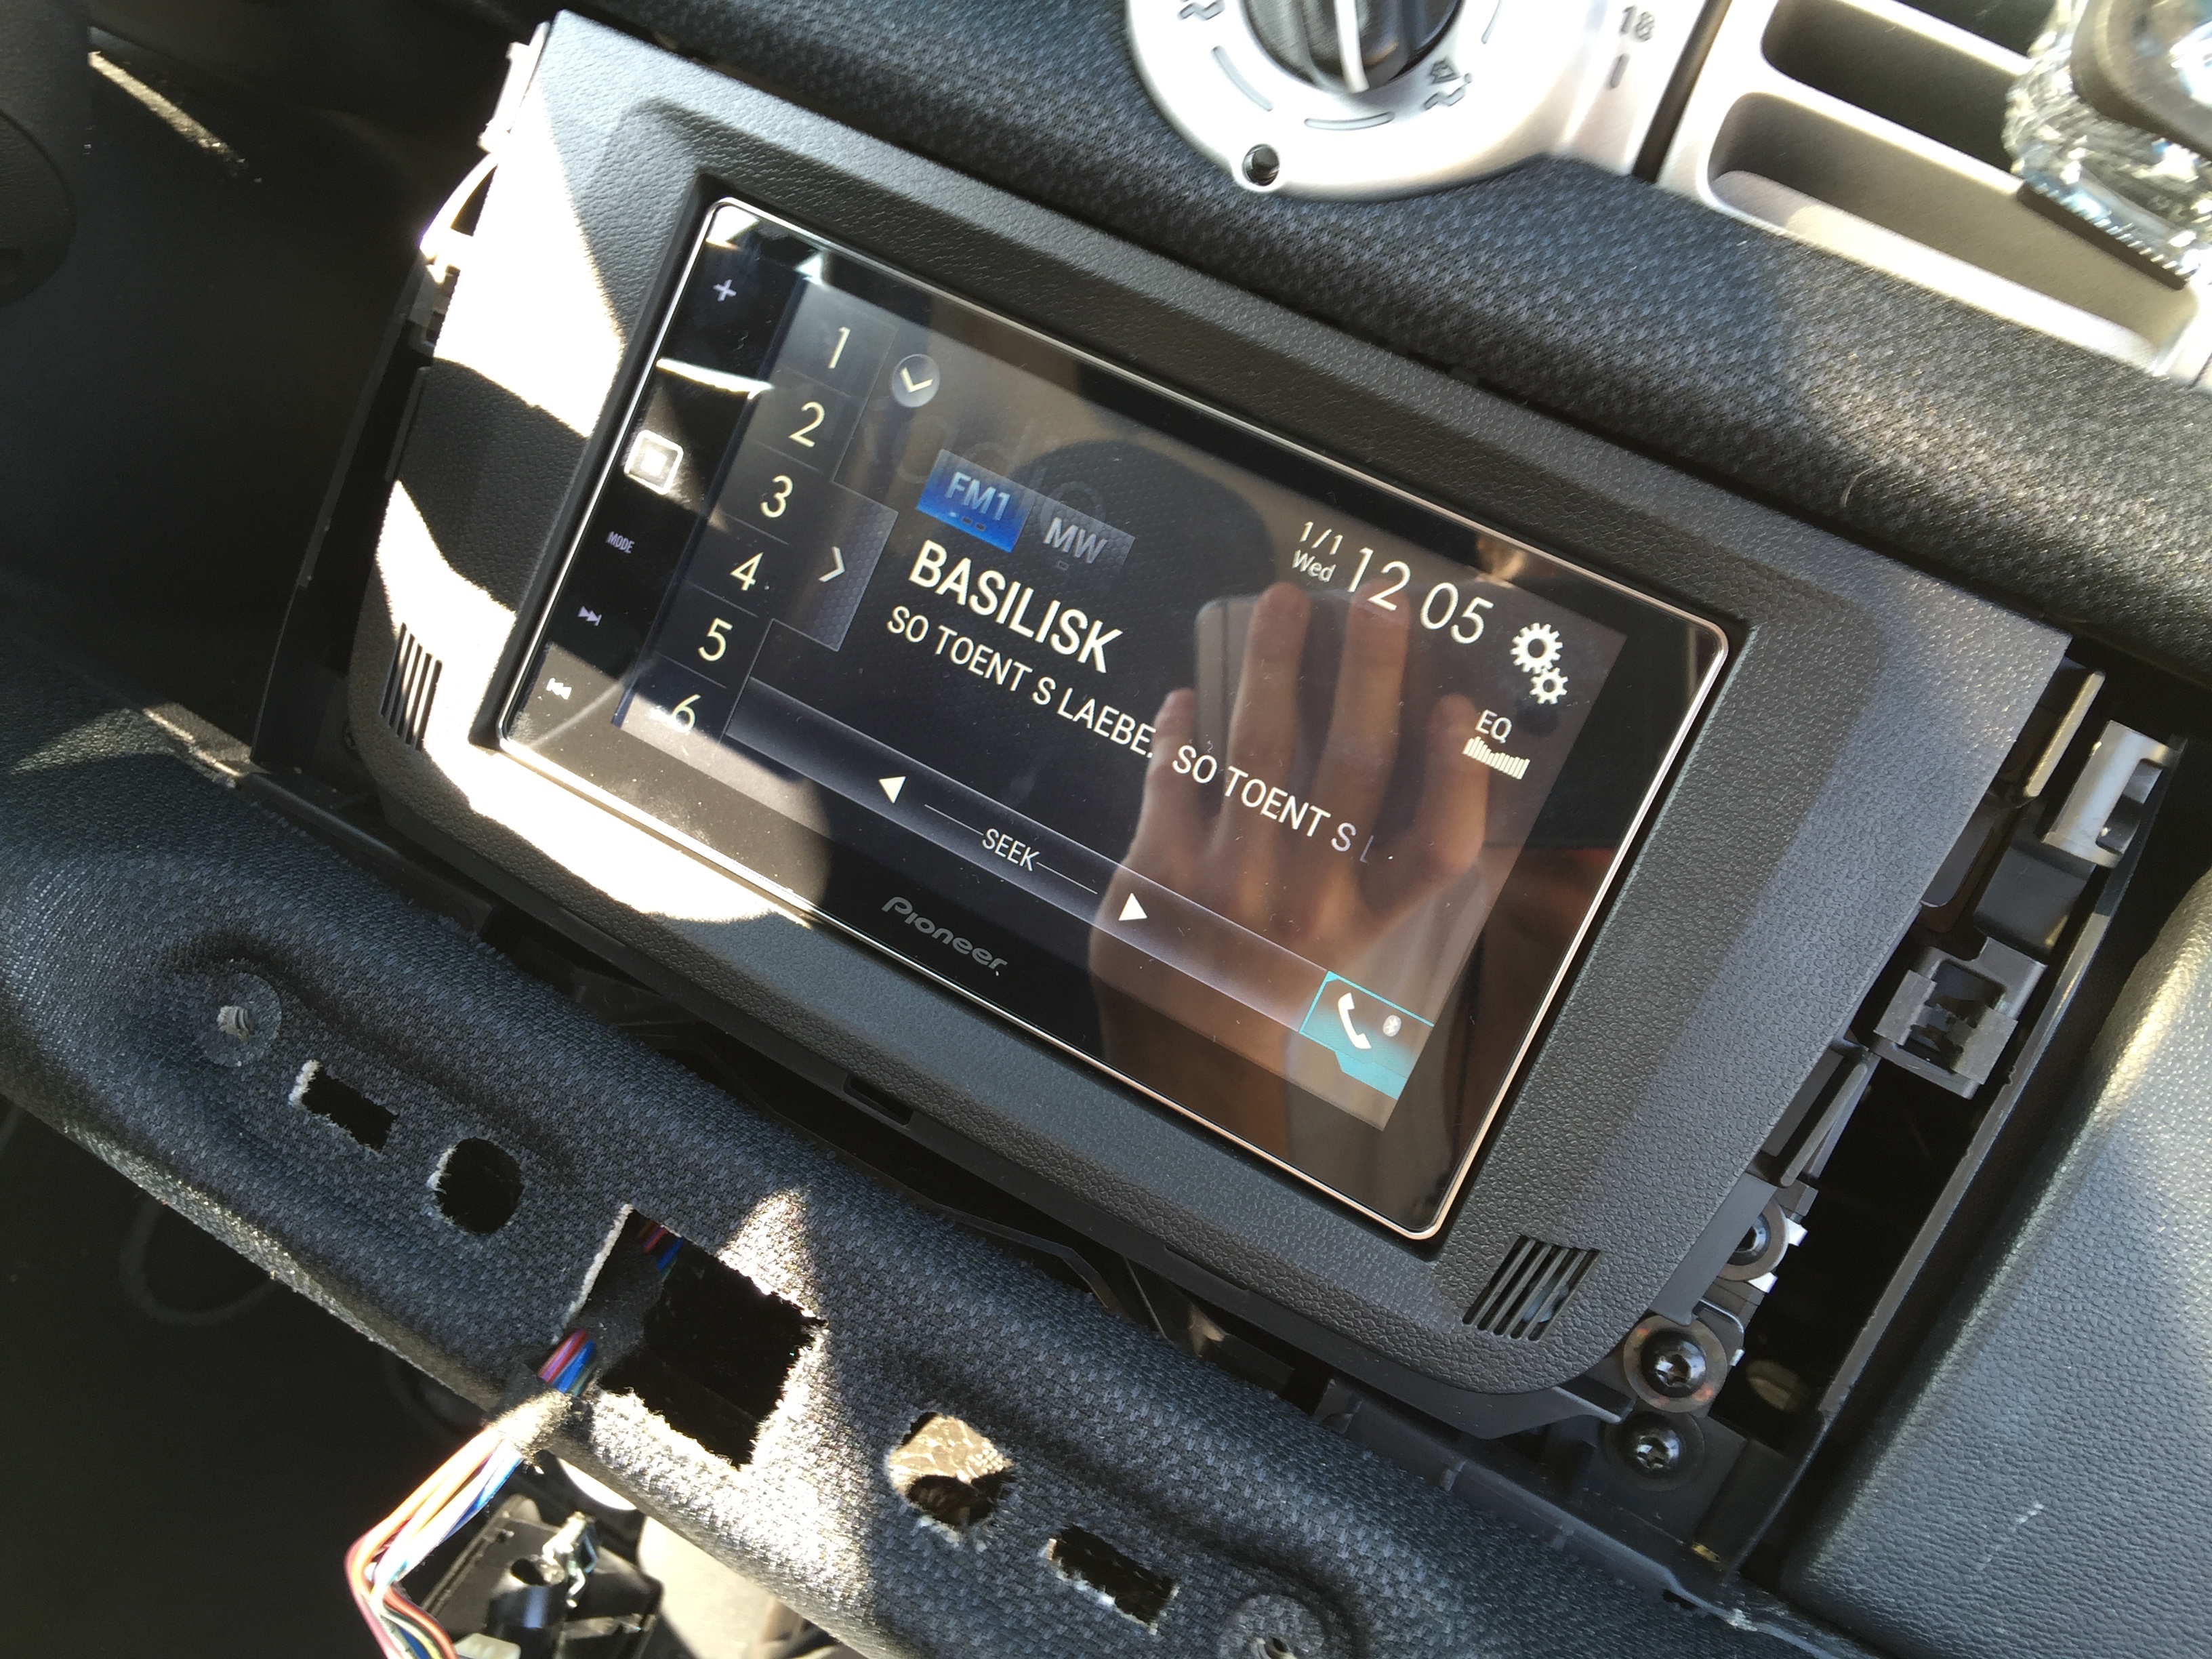 18
+
1
2
3
4
5
6
MODE
FM1
MW
1/1
Wed
12 05
BASILISK
SO TOENT S LAEBE. SO TOENT S L
EQ
SEEK
Pioneer